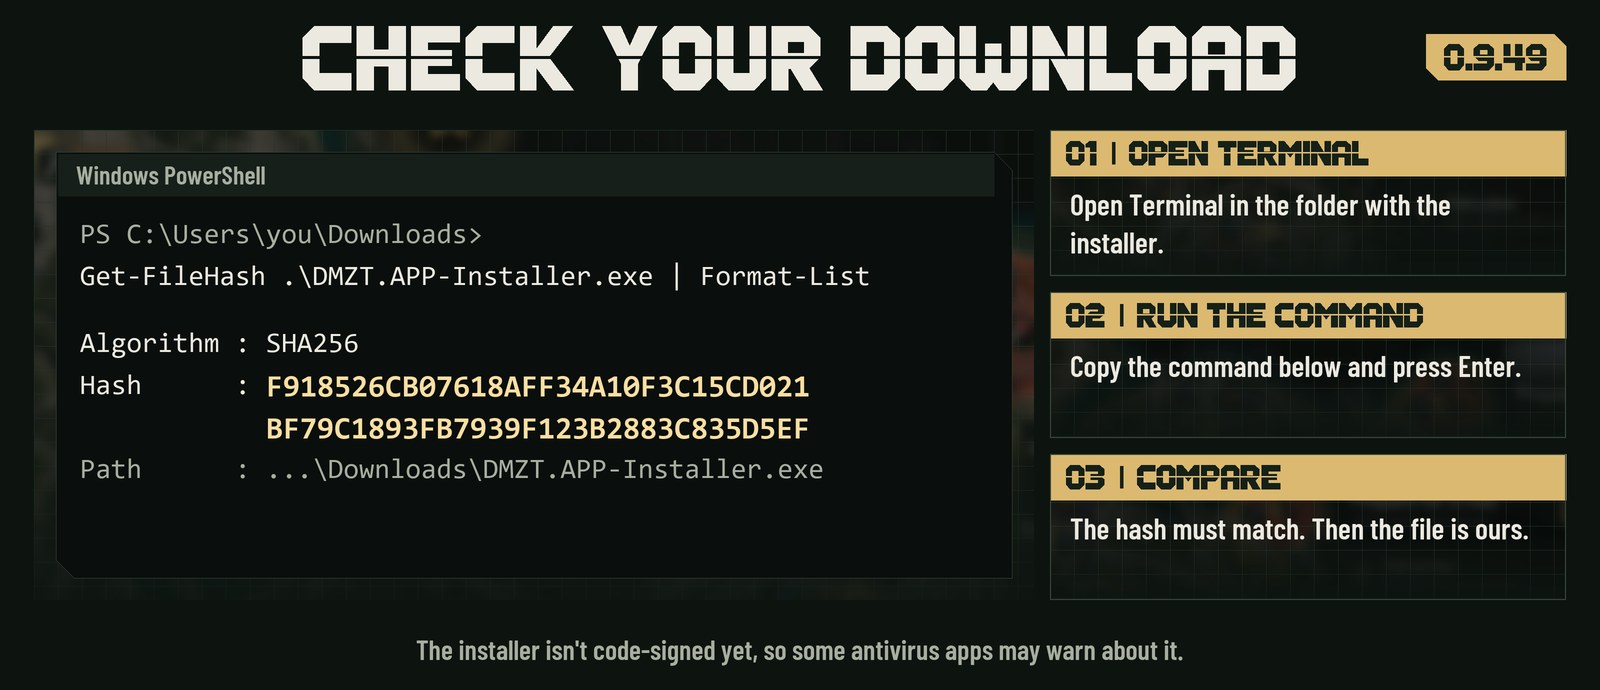 CHECK YOUR DOWNLOAD
0.9.49
Windows PowerShell
PS C:\Users\you\Downloads>
Get-FileHash .\DMZT.APP-Installer.exe | Format-List
Algorithm : SHA256
Hash : F918526CB07618AFF34A10F3C15CD021
BF79C1893FB7939F123B2883C835D5EF
Path : ...\Downloads\DMZT.APP-Installer.exe
01 | OPEN TERMINAL
Open Terminal in the folder with the
installer.
02 | RUN THE COMMAND
Copy the command below and press Enter.
03 | COMPARE
The hash must match. Then the file is ours.
The installer isn't code-signed yet, so some antivirus apps may warn about it.